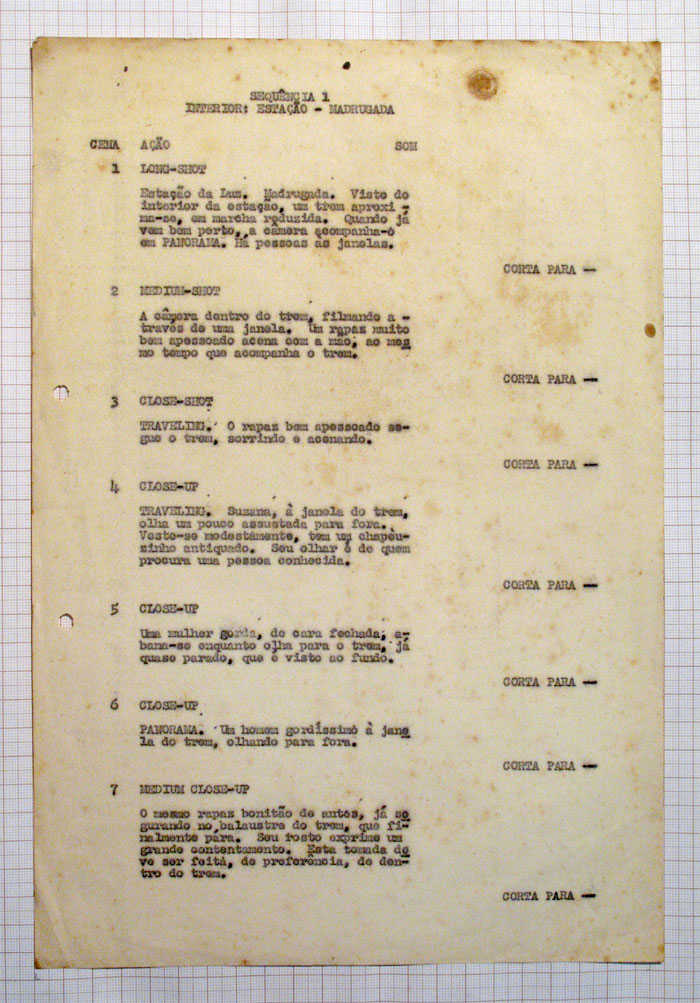 SEQUÊNCIA 1
INTERIOR: ESTAÇÃO - MADRUGADA
CENA AÇÃO SOM
1 LONG-SHOT
Estação da Luz. Madrugada. Visto do
interior da estação, um trem aproxi-
ma-se, em marcha reduzida. Quando já
vem bem perto, a câmera acompanha-o
em PANORAMA. Há pessoas às janelas.
CORTA PARA --
2 MEDIUM-SHOT
A câmera dentro do trem, filmando a-
través de uma janela. Um rapaz muito
bem apessoado acena com a mão, ao mes
mo tempo que acompanha o trem.
CORTA PARA --
3 CLOSE-SHOT
TRAVELING. O rapaz bem apessoado se-
gue o trem, sorrindo e acenando.
CORTA PARA --
4 CLOSE-UP
TRAVELING. Suzana, à janela do trem,
olha um pouco assustada para fora.
Veste-se modestamente, tem um chapéu-
zinho antiquado. Seu olhar é de quem
procura uma pessoa conhecida.
CORTA PARA --
5 CLOSE-UP
Uma mulher gorda, de cara fechada, a-
bana-se enquanto olha para o trem, já
quase parado, que é visto ao fundo.
CORTA PARA --
6 CLOSE-UP
PANORAMA. Um homem gordíssimo à jane
la do trem, olhando para fora.
CORTA PARA --
7 MEDIUM CLOSE-UP
O mesmo rapaz bonitão de antes, já se
gurando no balaustre do trem, que fi-
nalmente para. Seu rosto exprime um
grande contentamento. Esta tomada de
ve ser feita, de preferência, de den-
tro do trem.
CORTA PARA --